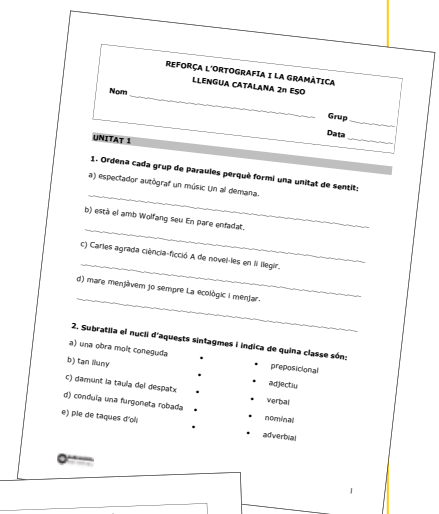 REFORÇA L'ORTOGRAFIA I LA GRAMÀTICA
LLENGUA CATALANA 2n ESO
Nom
Grup
Data
UNITAT 1
1. Ordena cada grup de paraules perquè formi una unitat de sentit:
a) espectador autògraf un músic Un al demana.
b) està el amb Wolfang seu En pare enfadat.
c) Carles agrada ciència-ficció A de novel·les en li llegir.
d) mare menjàvem jo sempre La ecològic i menjar.
2. Subratlla el nucli d'aquests sintagmes i indica de quina classe són:
a) una obra molt coneguda • • preposicional
b) tan lluny • • adjectiu
c) damunt la taula del despatx • • verbal
d) conduïa una furgoneta robada • • nominal
e) ple de taques d'oli • • adverbial
1